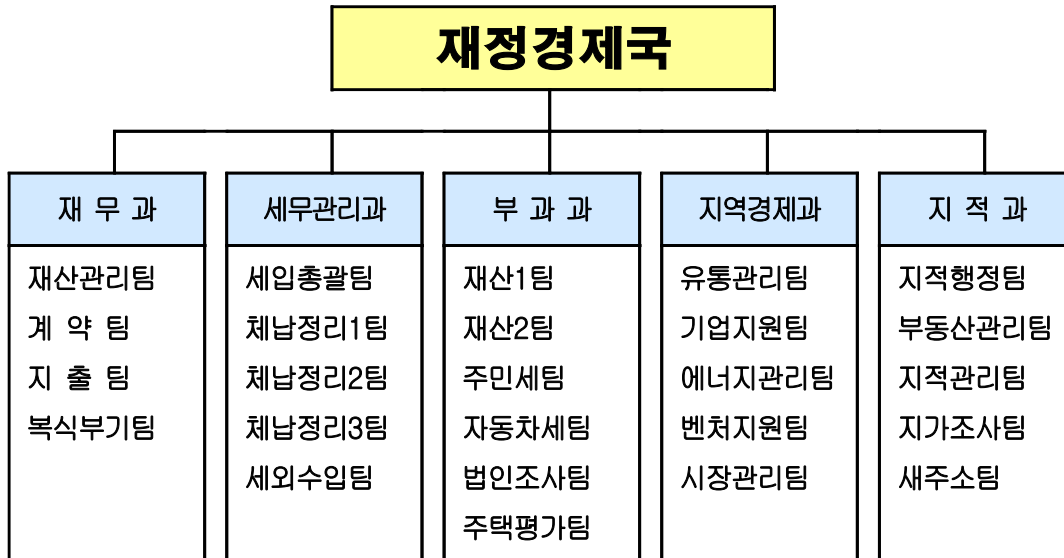 재정경제국
재 무 과
재산관리팀
계 약 팀
지 출 팀
복식부기팀
세무관리과
세입총괄팀
체납정리1팀
체납정리2팀
체납정리3팀
세외수입팀
부 과 과
재산1팀
재산2팀
주민세팀
자동차세팀
법인조사팀
주택평가팀
지역경제과
유통관리팀
기업지원팀
에너지관리팀
벤처지원팀
시장관리팀
지 적 과
지적행정팀
부동산관리팀
지적관리팀
지가조사팀
새주소팀